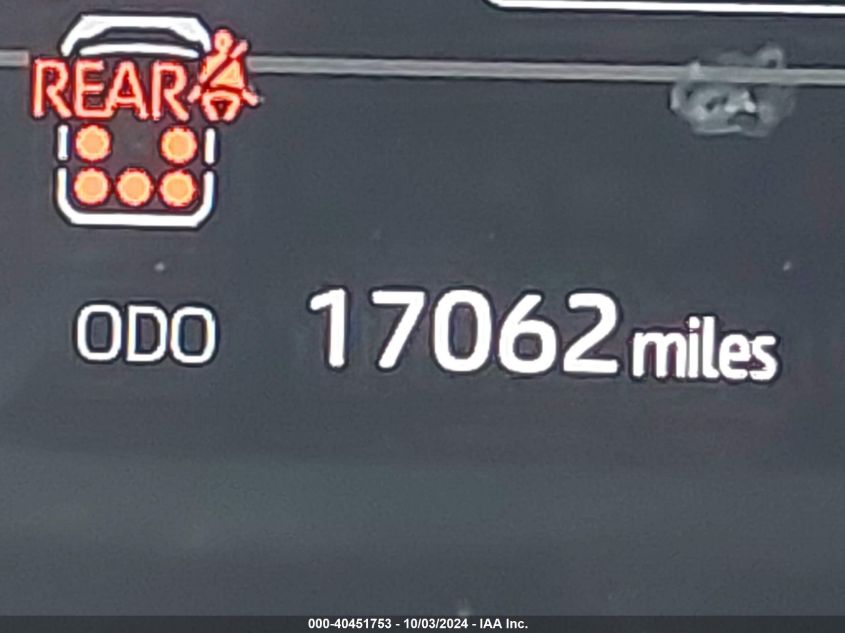 REAR
ODO 17062 miles
000-40451753 - 10/03/2024 - IAA Inc.